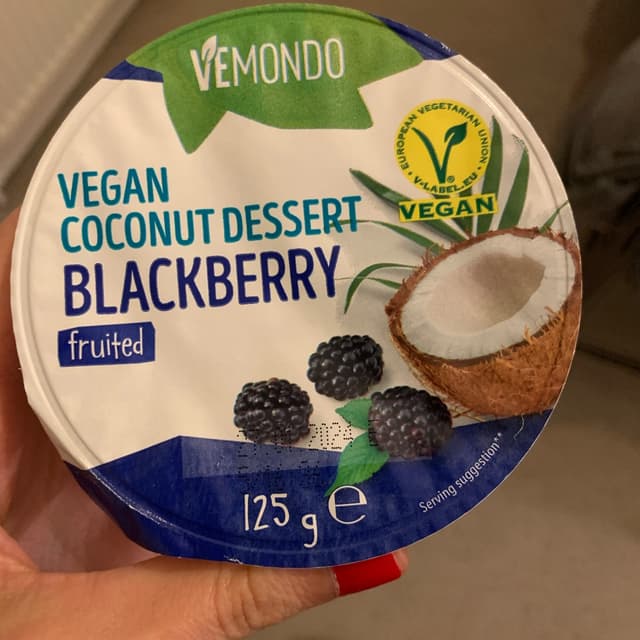 VEMONDO
EUROPEAN VEGETARIAN UNION
V-LABEL.EU
VEGAN
VEGAN
COCONUT DESSERT
BLACKBERRY
fruited
125 g e
Serving suggestion**